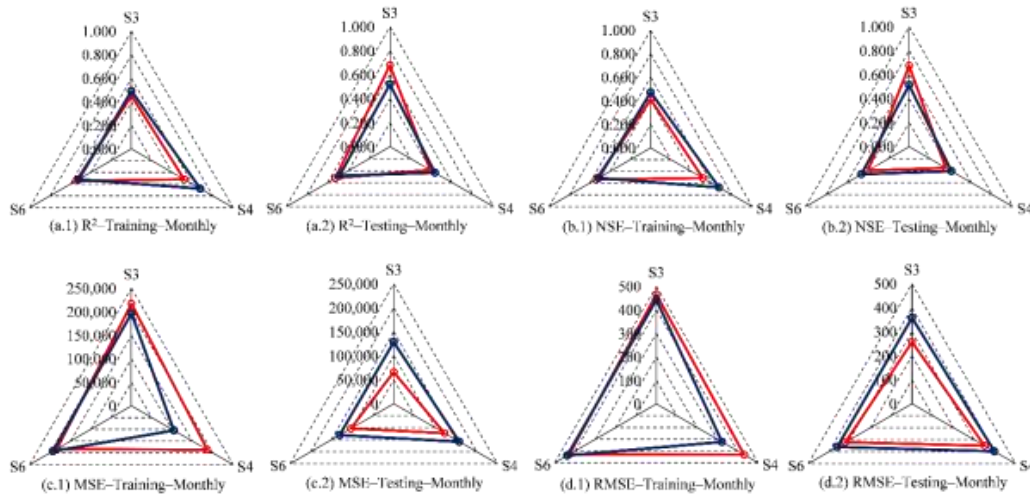 S3
1.000
0.800
0.600
0.400
0.200
0.000
S6
S4
(a.1) R²–Training–Monthly
S3
1.000
0.800
0.600
0.400
0.200
0.000
S6
S4
(a.2) R²–Testing–Monthly
S3
1.000
0.800
0.600
0.400
0.200
0.000
S6
S4
(b.1) NSE–Training–Monthly
S3
1.000
0.800
0.600
0.400
0.200
0.000
S6
S4
(b.2) NSE–Testing–Monthly
S3
250,000
200,000
150,000
100,000
50,000
0
S6
S4
(c.1) MSE–Training–Monthly
S3
250,000
200,000
150,000
100,000
50,000
0
S6
S4
(c.2) MSE–Testing–Monthly
S3
500
400
300
200
100
0
S6
S4
(d.1) RMSE–Training–Monthly
S3
500
400
300
200
100
0
S6
S4
(d.2) RMSE–Testing–Monthly